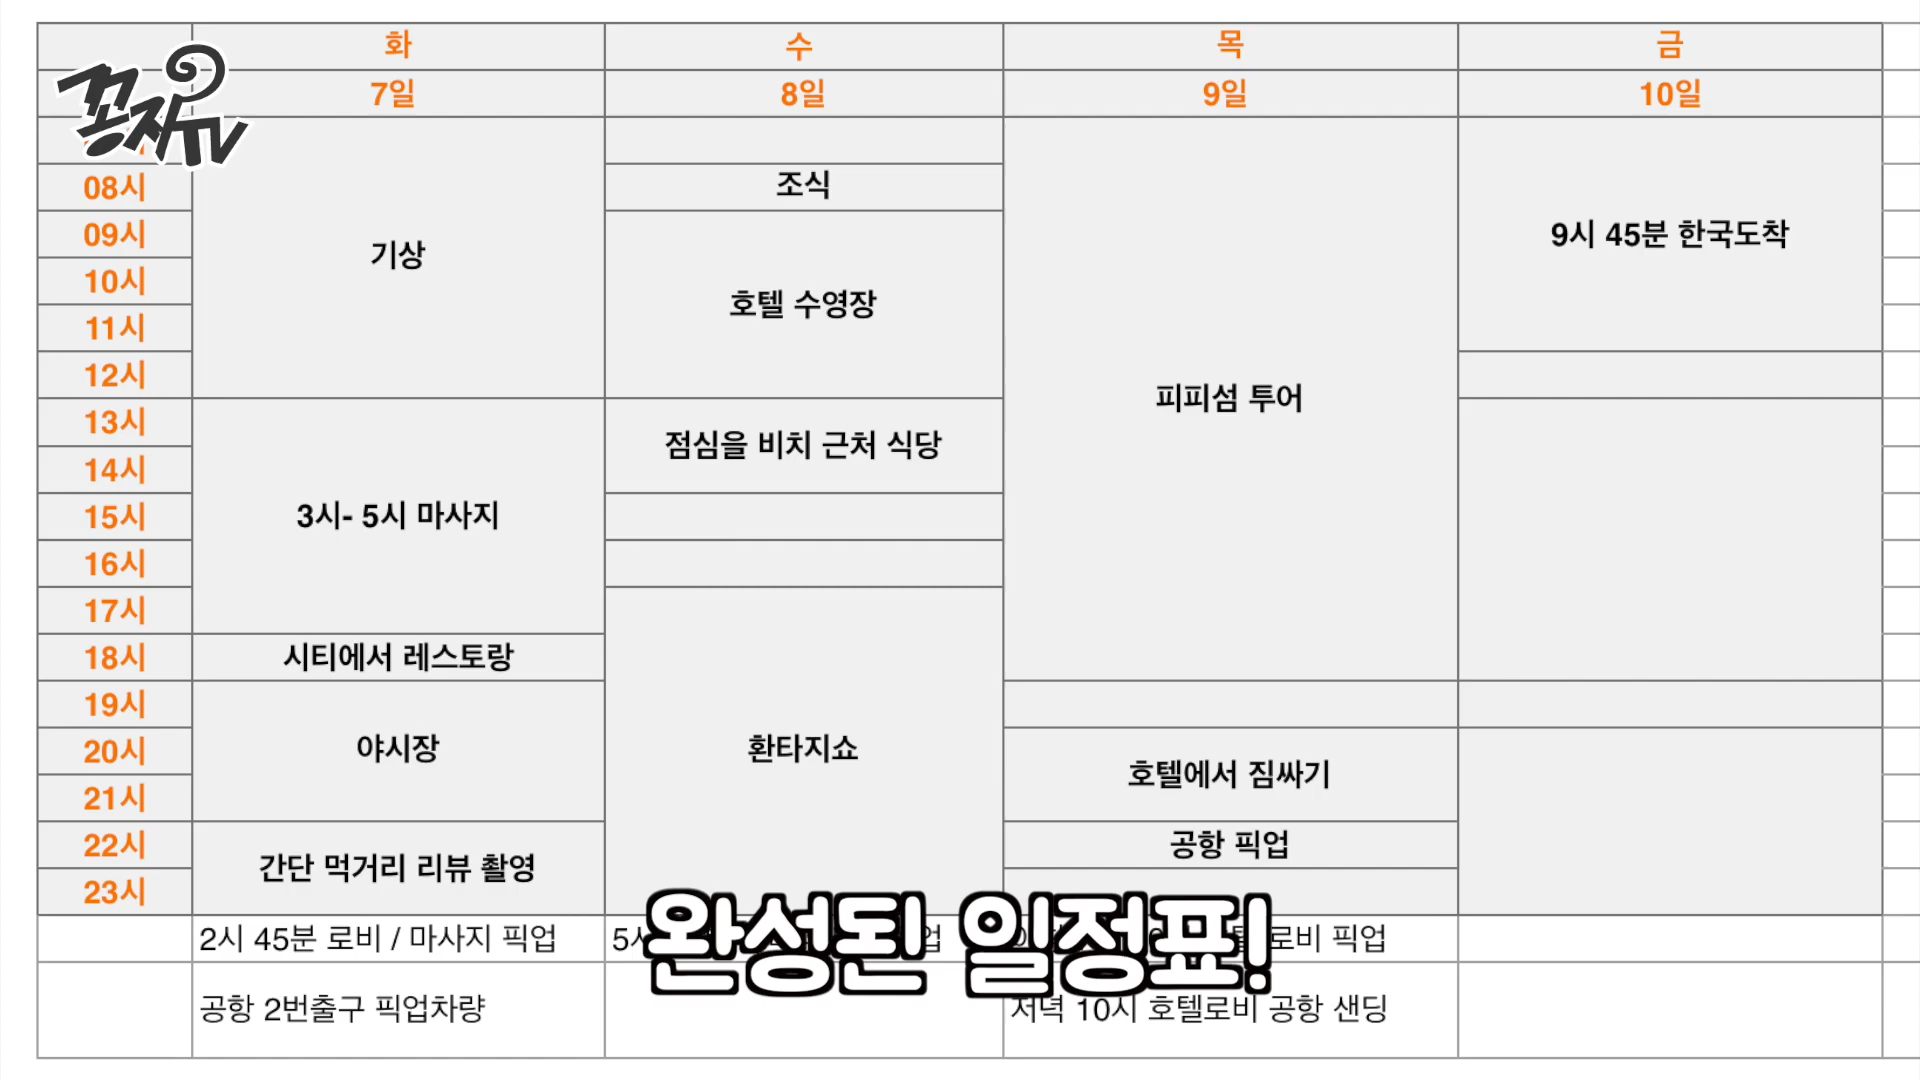 꼰자TV
화 수 목 금
7일 8일 9일 10일
08시 조식
09시 기상 9시 45분 한국도착
10시 호텔 수영장
11시
12시 피피섬 투어
13시 점심을 비치 근처 식당
14시
15시 3시- 5시 마사지
16시
17시
18시 시티에서 레스토랑
19시
20시 야시장 환타지쇼 호텔에서 짐싸기
21시
22시 공항 픽업
23시 간단 먹거리 리뷰 촬영
완성된 일정표!
2시 45분 로비 / 마사지 픽업 로비 픽업
공항 2번출구 픽업차량 저녁 10시 호텔로비 공항 샌딩